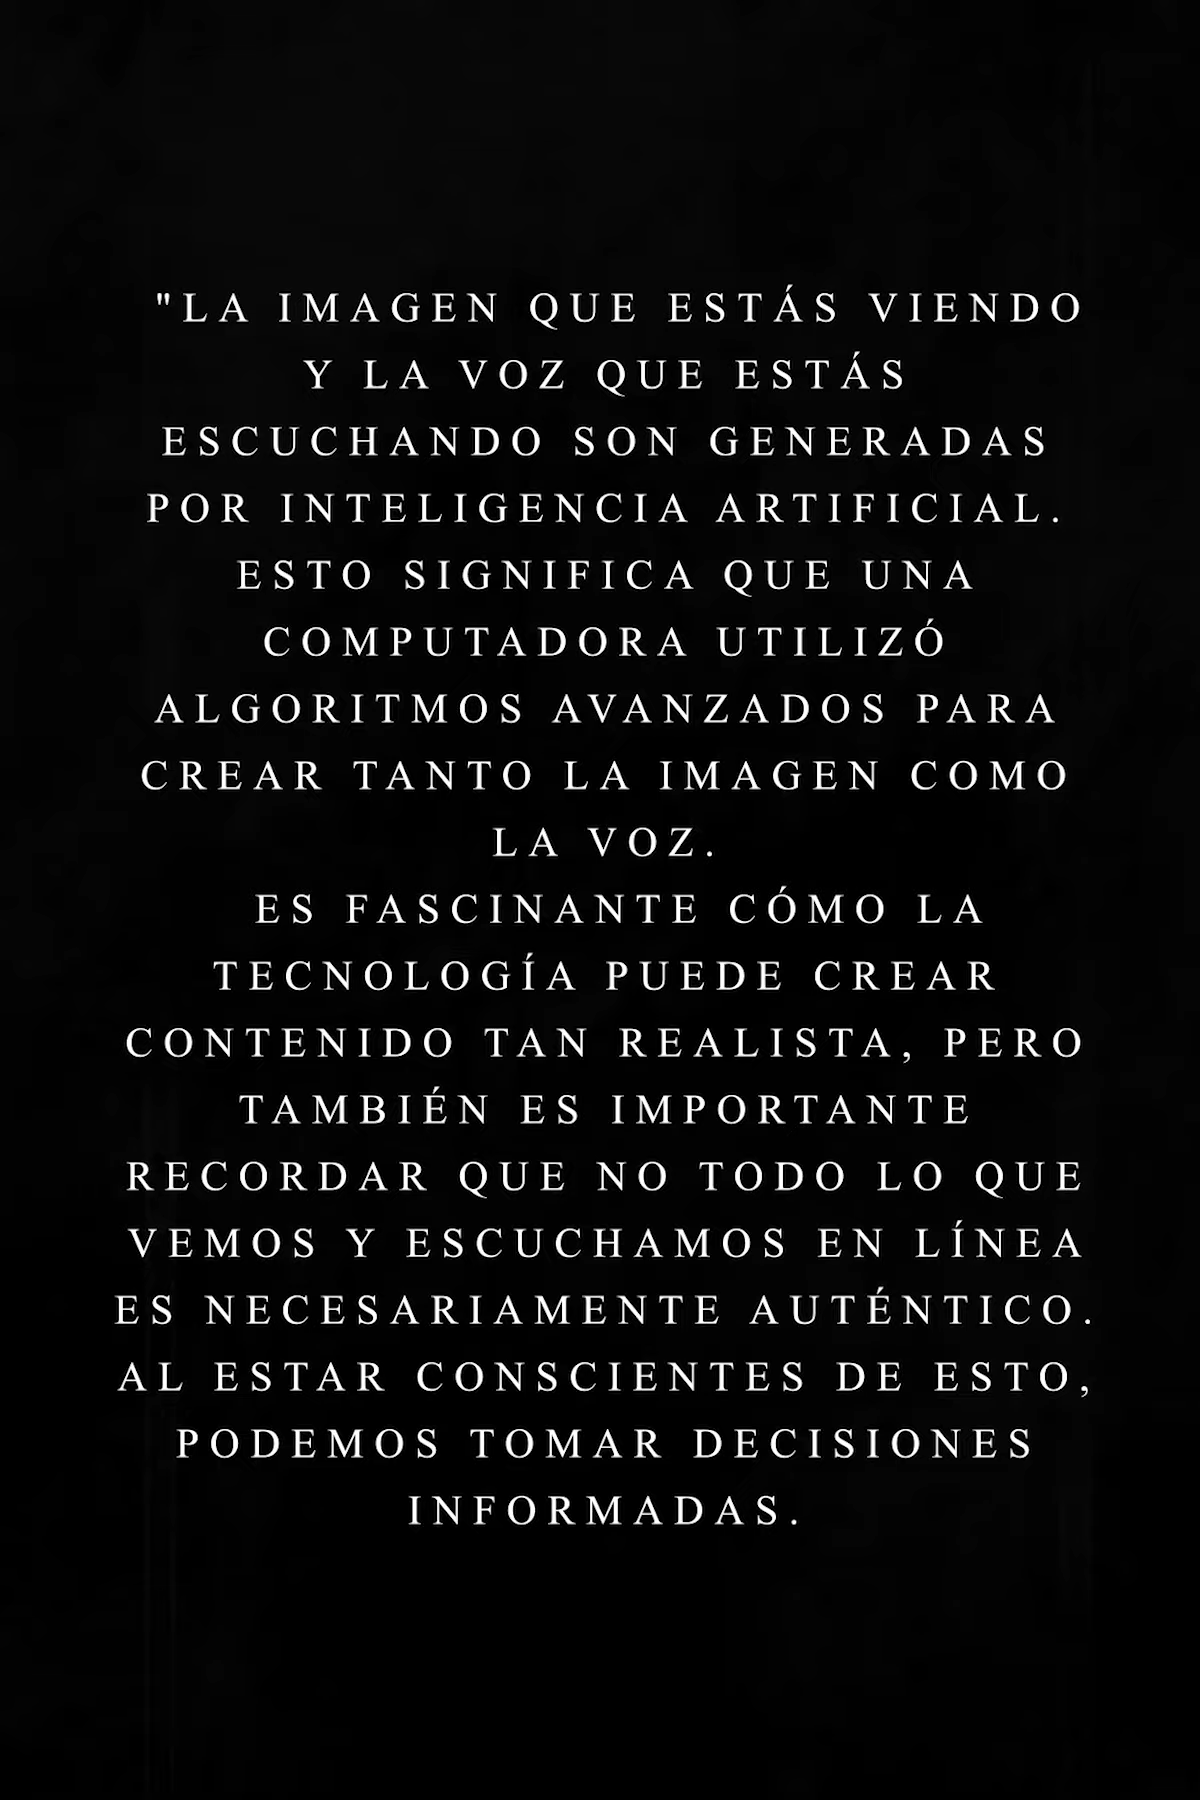 "LA IMAGEN QUE ESTÁS VIENDO
Y LA VOZ QUE ESTÁS
ESCUCHANDO SON GENERADAS
POR INTELIGENCIA ARTIFICIAL.
ESTO SIGNIFICA QUE UNA
COMPUTADORA UTILIZÓ
ALGORITMOS AVANZADOS PARA
CREAR TANTO LA IMAGEN COMO
LA VOZ.
ES FASCINANTE CÓMO LA
TECNOLOGÍA PUEDE CREAR
CONTENIDO TAN REALISTA, PERO
TAMBIÉN ES IMPORTANTE
RECORDAR QUE NO TODO LO QUE
VEMOS Y ESCUCHAMOS EN LÍNEA
ES NECESARIAMENTE AUTÉNTICO.
AL ESTAR CONSCIENTES DE ESTO,
PODEMOS TOMAR DECISIONES
INFORMADAS.